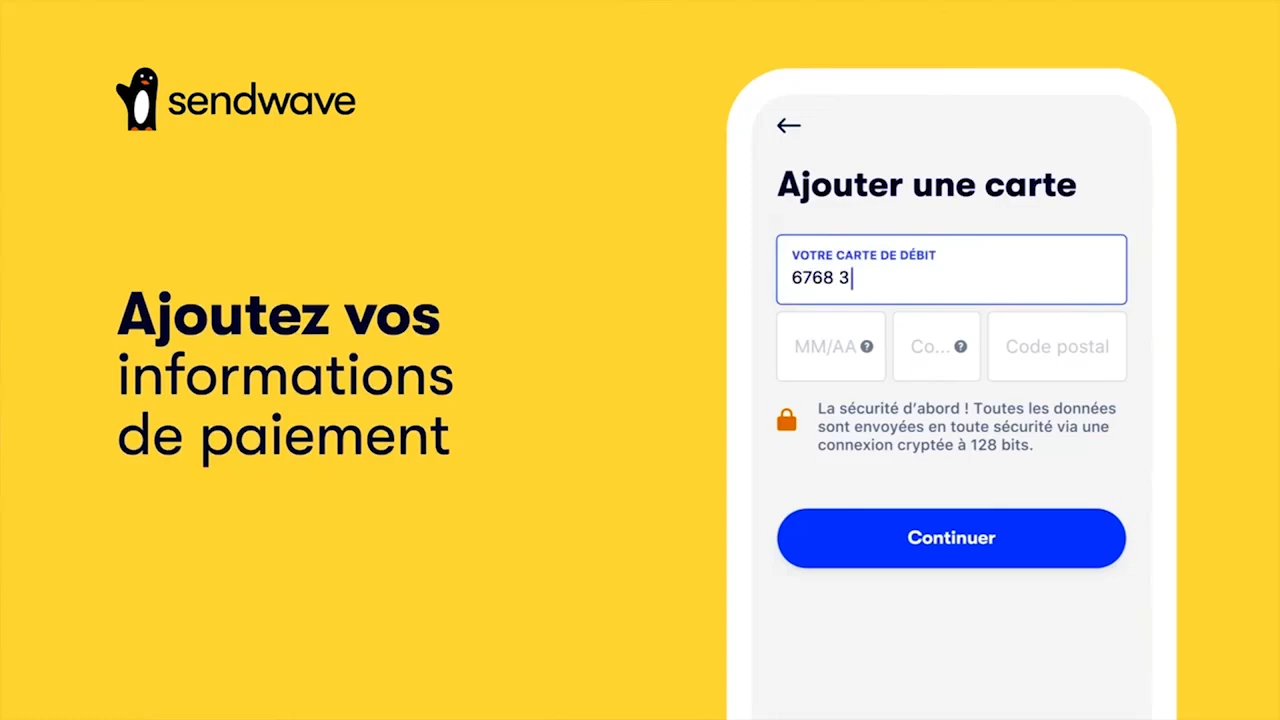 sendwave
Ajoutez vos
informations
de paiement
Ajouter une carte
VOTRE CARTE DE DÉBIT
6768 3
MM/AA ? Co... ? Code postal
La sécurité d'abord ! Toutes les données
sont envoyées en toute sécurité via une
connexion cryptée à 128 bits.
Continuer